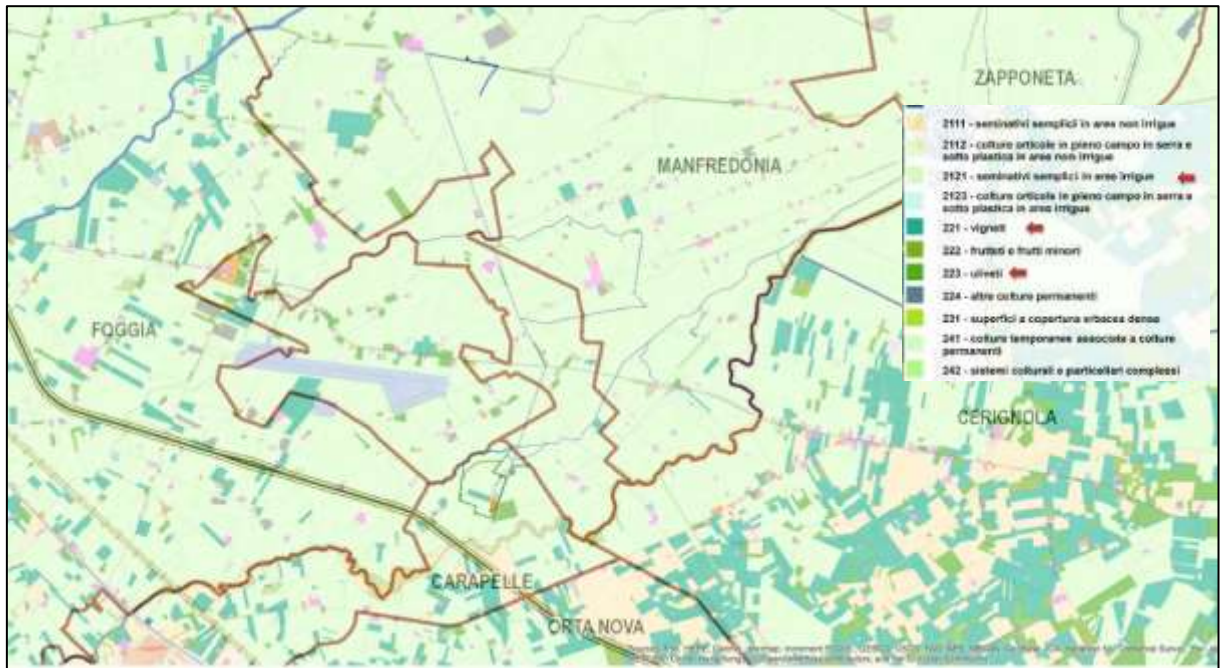 ZAPPONETA
2111 - seminativi semplici in aree non irrigue
2112 - colture orticole in pieno campo in serra e
sotto plastica in aree non irrigue
2121 - seminativi semplici in aree irrigue
2123 - colture orticole in pieno campo in serra e
sotto plastica in aree irrigue
221 - vigneti
222 - frutteti e frutti minori
223 - uliveti
224 - altre colture permanenti
231 - superfici a copertura erbacea densa
241 - colture temporanee associate a colture
permanenti
242 - sistemi colturali e particellari complessi
MANFREDONIA
FOGGIA
CERIGNOLA
CARAPELLE
ORTA NOVA